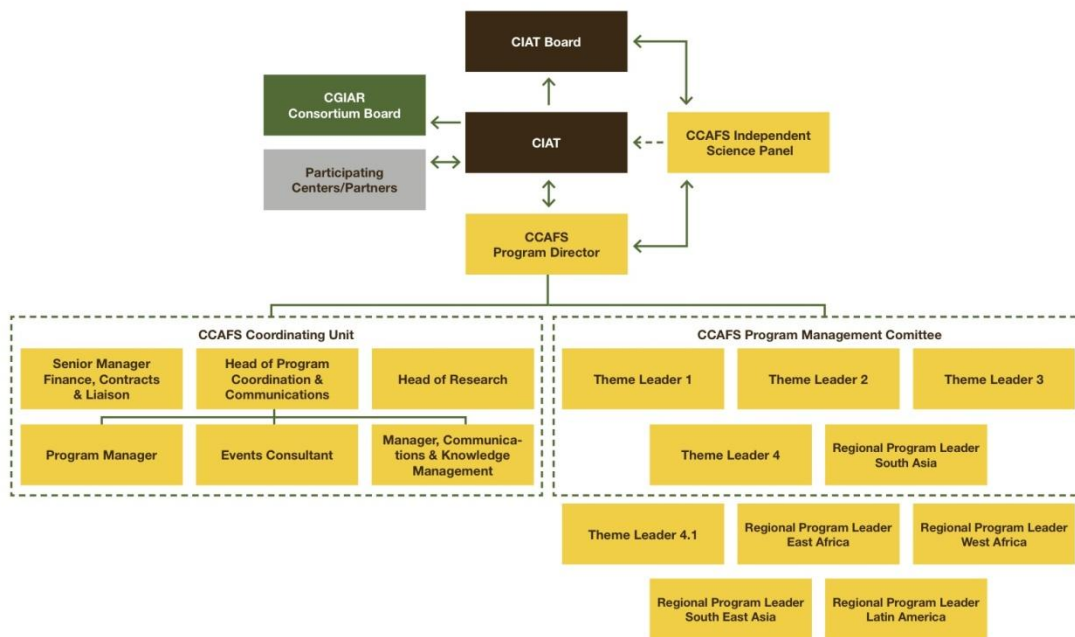 CIAT Board
CGIAR
Consortium Board
CIAT
CCAFS Independent
Science Panel
Participating
Centers/Partners
CCAFS
Program Director
CCAFS Coordinating Unit
Senior Manager
Finance, Contracts
& Liaison
Head of Program
Coordination &
Communications
Head of Research
Program Manager
Events Consultant
Manager, Communica-
tions & Knowledge
Management
CCAFS Program Management Comittee
Theme Leader 1
Theme Leader 2
Theme Leader 3
Theme Leader 4
Regional Program Leader
South Asia
Theme Leader 4.1
Regional Program Leader
East Africa
Regional Program Leader
West Africa
Regional Program Leader
South East Asia
Regional Program Leader
Latin America